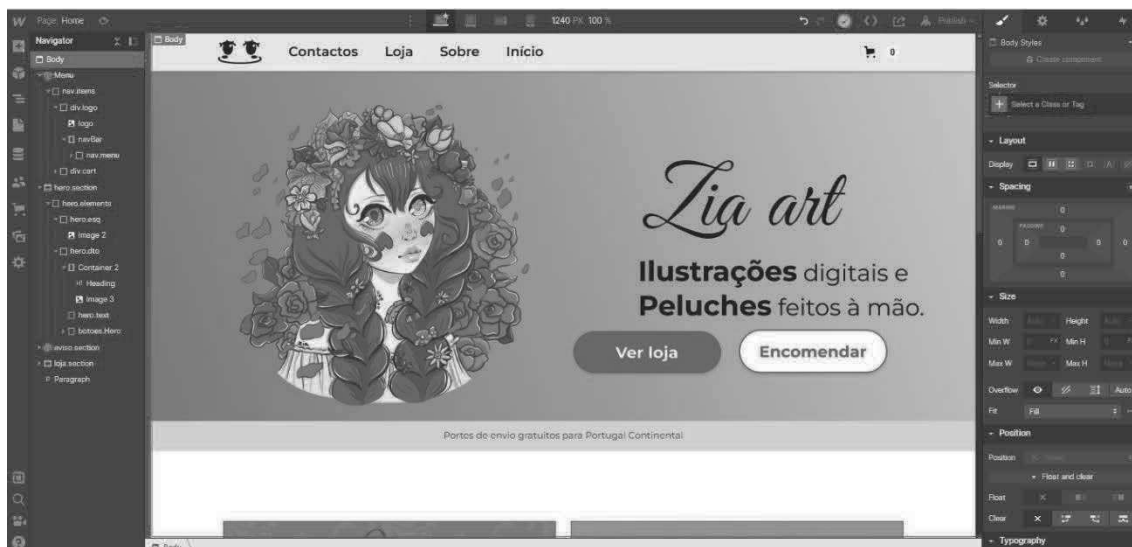 Page: Home
1240 PX 100 %
Publish
Navigator
Body
Menu
nav.itens
div.logo
logo
navBar
nav.menu
div.cart
hero.section
hero.elements
hero.esq
Image 2
hero.dto
Container 2
H1 Heading
Image 3
hero.text
botoes.Hero
aviso.section
loja.section
P Paragraph
Body
Contactos Loja Sobre Início
0
Zia art
Ilustrações digitais e
Peluches feitos à mão.
Ver loja Encomendar
Portes de envio gratuitos para Portugal Continental
Body
Body Styles
Create component
Selector
Select a Class or Tag
Layout
Display
Spacing
MARGIN
0
PADDING
0
0 0 0 0
0
0
Size
Width Auto Height Auto
Min W 0 PX Min H 0
Max W None Max H
Overflow Auto
Fit Fill
Position
Position
Float and clear
Float
Clear
Typography